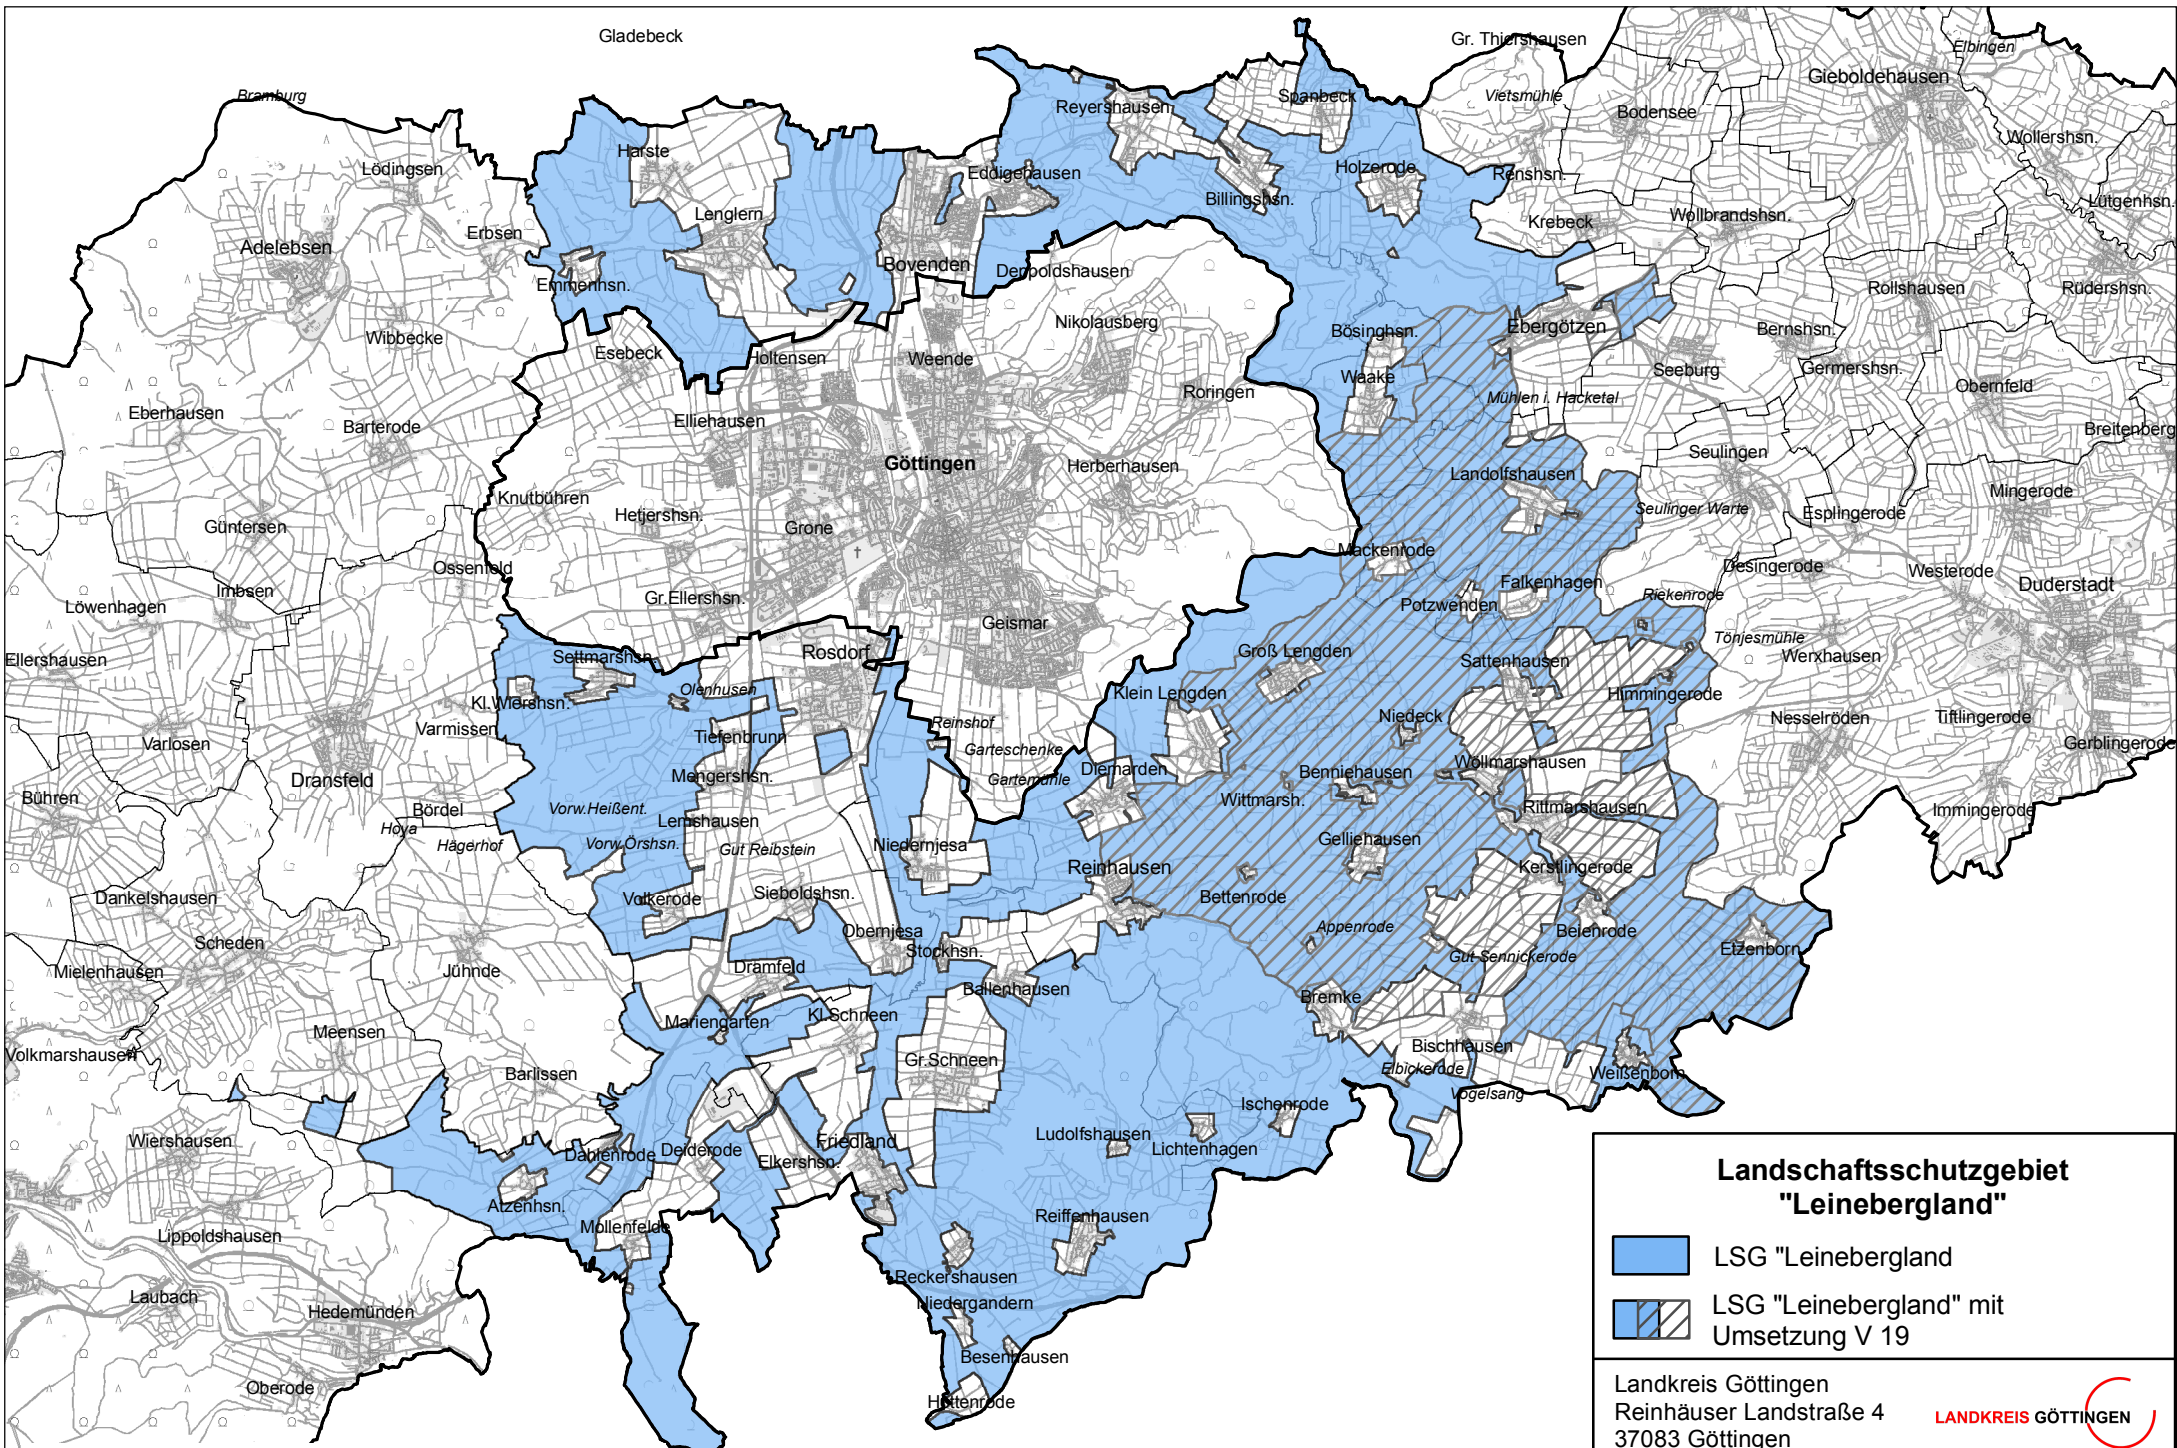 Gladebeck
Gr. Thiershausen
Elbingen
Gieboldehausen
Bramburg
Vietsmühle
Spanbeck
Reyershausen
Bodensee
Wollershsn.
Harste
Lödingsen
Eddigehausen
Holzerode
Renshsn.
Billingshsn.
Lütgenhsn.
Lenglern
Wollbrandshsn.
Krebeck
Erbsen
Adelebsen
Bovenden
Deppoldshausen
Emmenhsn.
Rollshausen
Rüdershsn.
Nikolausberg
Bösinghsn.
Ebergötzen
Bernshsn.
Wibbecke
Esebeck
Holtensen
Weende
Waake
Seeburg
Germershsn.
Obernfeld
Roringen
Mühlen i. Hacketal
Eberhausen
Barterode
Elliehausen
Breitenberg
Göttingen
Herberhausen
Landolfshausen
Seulingen
Mingerode
Knutbühren
Hetjershsn.
Grone
Güntersen
Seulinger Warte
Esplingerode
Mackenrode
Ossenfeld
Desingerode
Westerode
Duderstadt
Imbsen
Löwenhagen
Gr.Ellershsn.
Falkenhagen
Potzwenden
Riekenrode
Geismar
Tönjesmühle
Werxhausen
Ellershausen
Settmarshsn.
Rosdorf
Groß Lengden
Sattenhausen
Olenhusen
Klein Lengden
Himmingerode
Kl.Wiershsn.
Reinshof
Niedeck
Nesselröden
Tiftlingerode
Varmissen
Varlosen
Tiefenbrunn
Garteschenke
Gerblingerode
Dransfeld
Mengershsn.
Gartemühle
Diemarden
Benniehausen
Wöllmarshausen
Bühren
Bördel
Vorw.Heißent.
Wittmarsh.
Rittmarshausen
Immingerode
Hoya
Hägerhof
Lemshausen
Vorw.Örshsn.
Gut Reibstein
Niedernjesa
Gelliehausen
Reinhausen
Kerstlingerode
Dankelshausen
Volkerode
Sieboldshsn.
Bettenrode
Scheden
Obernjesa
Appenrode
Beienrode
Etzenborn
Stockhsn.
Mielenhausen
Jühnde
Dramfeld
Gut Sennickerode
Ballenhausen
Bremke
Mariengarten
Kl.Schneen
Meensen
Volkmarshausen
Bischhausen
Gr.Schneen
Elbickerode
Weißenborn
Barlissen
Vogelsang
Ischenrode
Wiershausen
Friedland
Ludolfshausen
Lichtenhagen
Dahlenrode
Deiderode
Elkershsn.
Atzenhsn.
Mollenfelde
Reiffenhausen
Lippoldshausen
Reckershausen
Laubach
Hedemünden
Niedergandern
Besenhausen
Oberode
Hottenrode
Landschaftsschutzgebiet
"Leinebergland"
LSG "Leinebergland
LSG "Leinebergland" mit
Umsetzung V 19
Landkreis Göttingen
Reinhäuser Landstraße 4
37083 Göttingen
LANDKREIS GÖTTINGEN